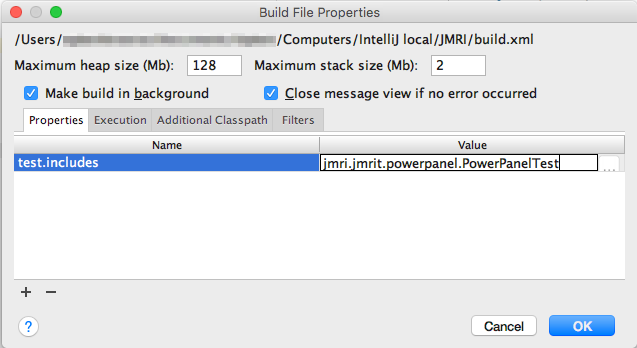 Build File Properties
/Users/ /Computers/IntelliJ local/JMRI/build.xml
Maximum heap size (Mb): 128 Maximum stack size (Mb): 2
Make build in background Close message view if no error occurred
Properties Execution Additional Classpath Filters
Name Value
test.includes jmri.jmrit.powerpanel.PowerPanelTest ...
+ −
? Cancel OK